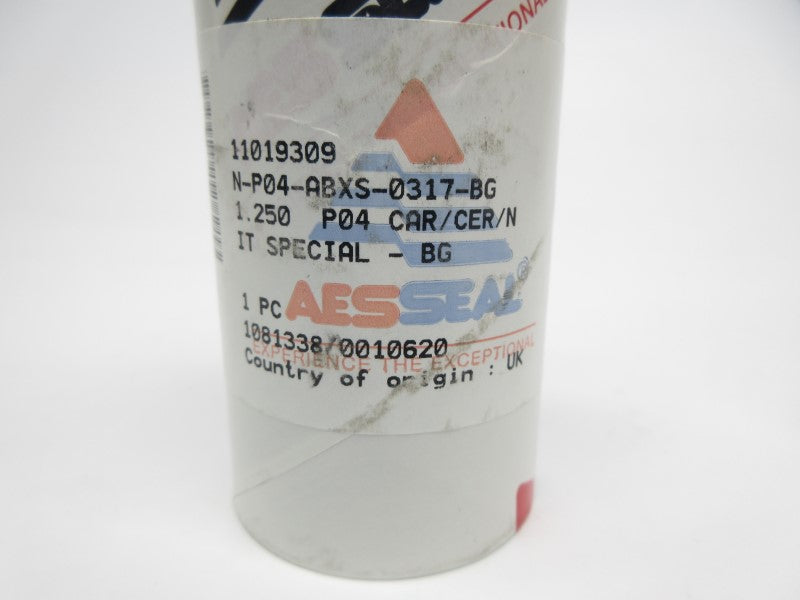 11019309
N-P04-ABXS-0317-BG
1.250 P04 CAR/CER/N
IT SPECIAL - BG
AESSEAL®
1 PC
1081338/0010620
EXPERIENCE THE EXCEPTIONAL
Country of origin : UK